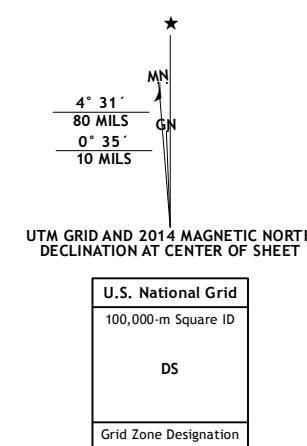 MN
4° 31´
80 MILS
GN
0° 35´
10 MILS
UTM GRID AND 2014 MAGNETIC NORTH
DECLINATION AT CENTER OF SHEET
U.S. National Grid
100,000-m Square ID
DS
Grid Zone Designation